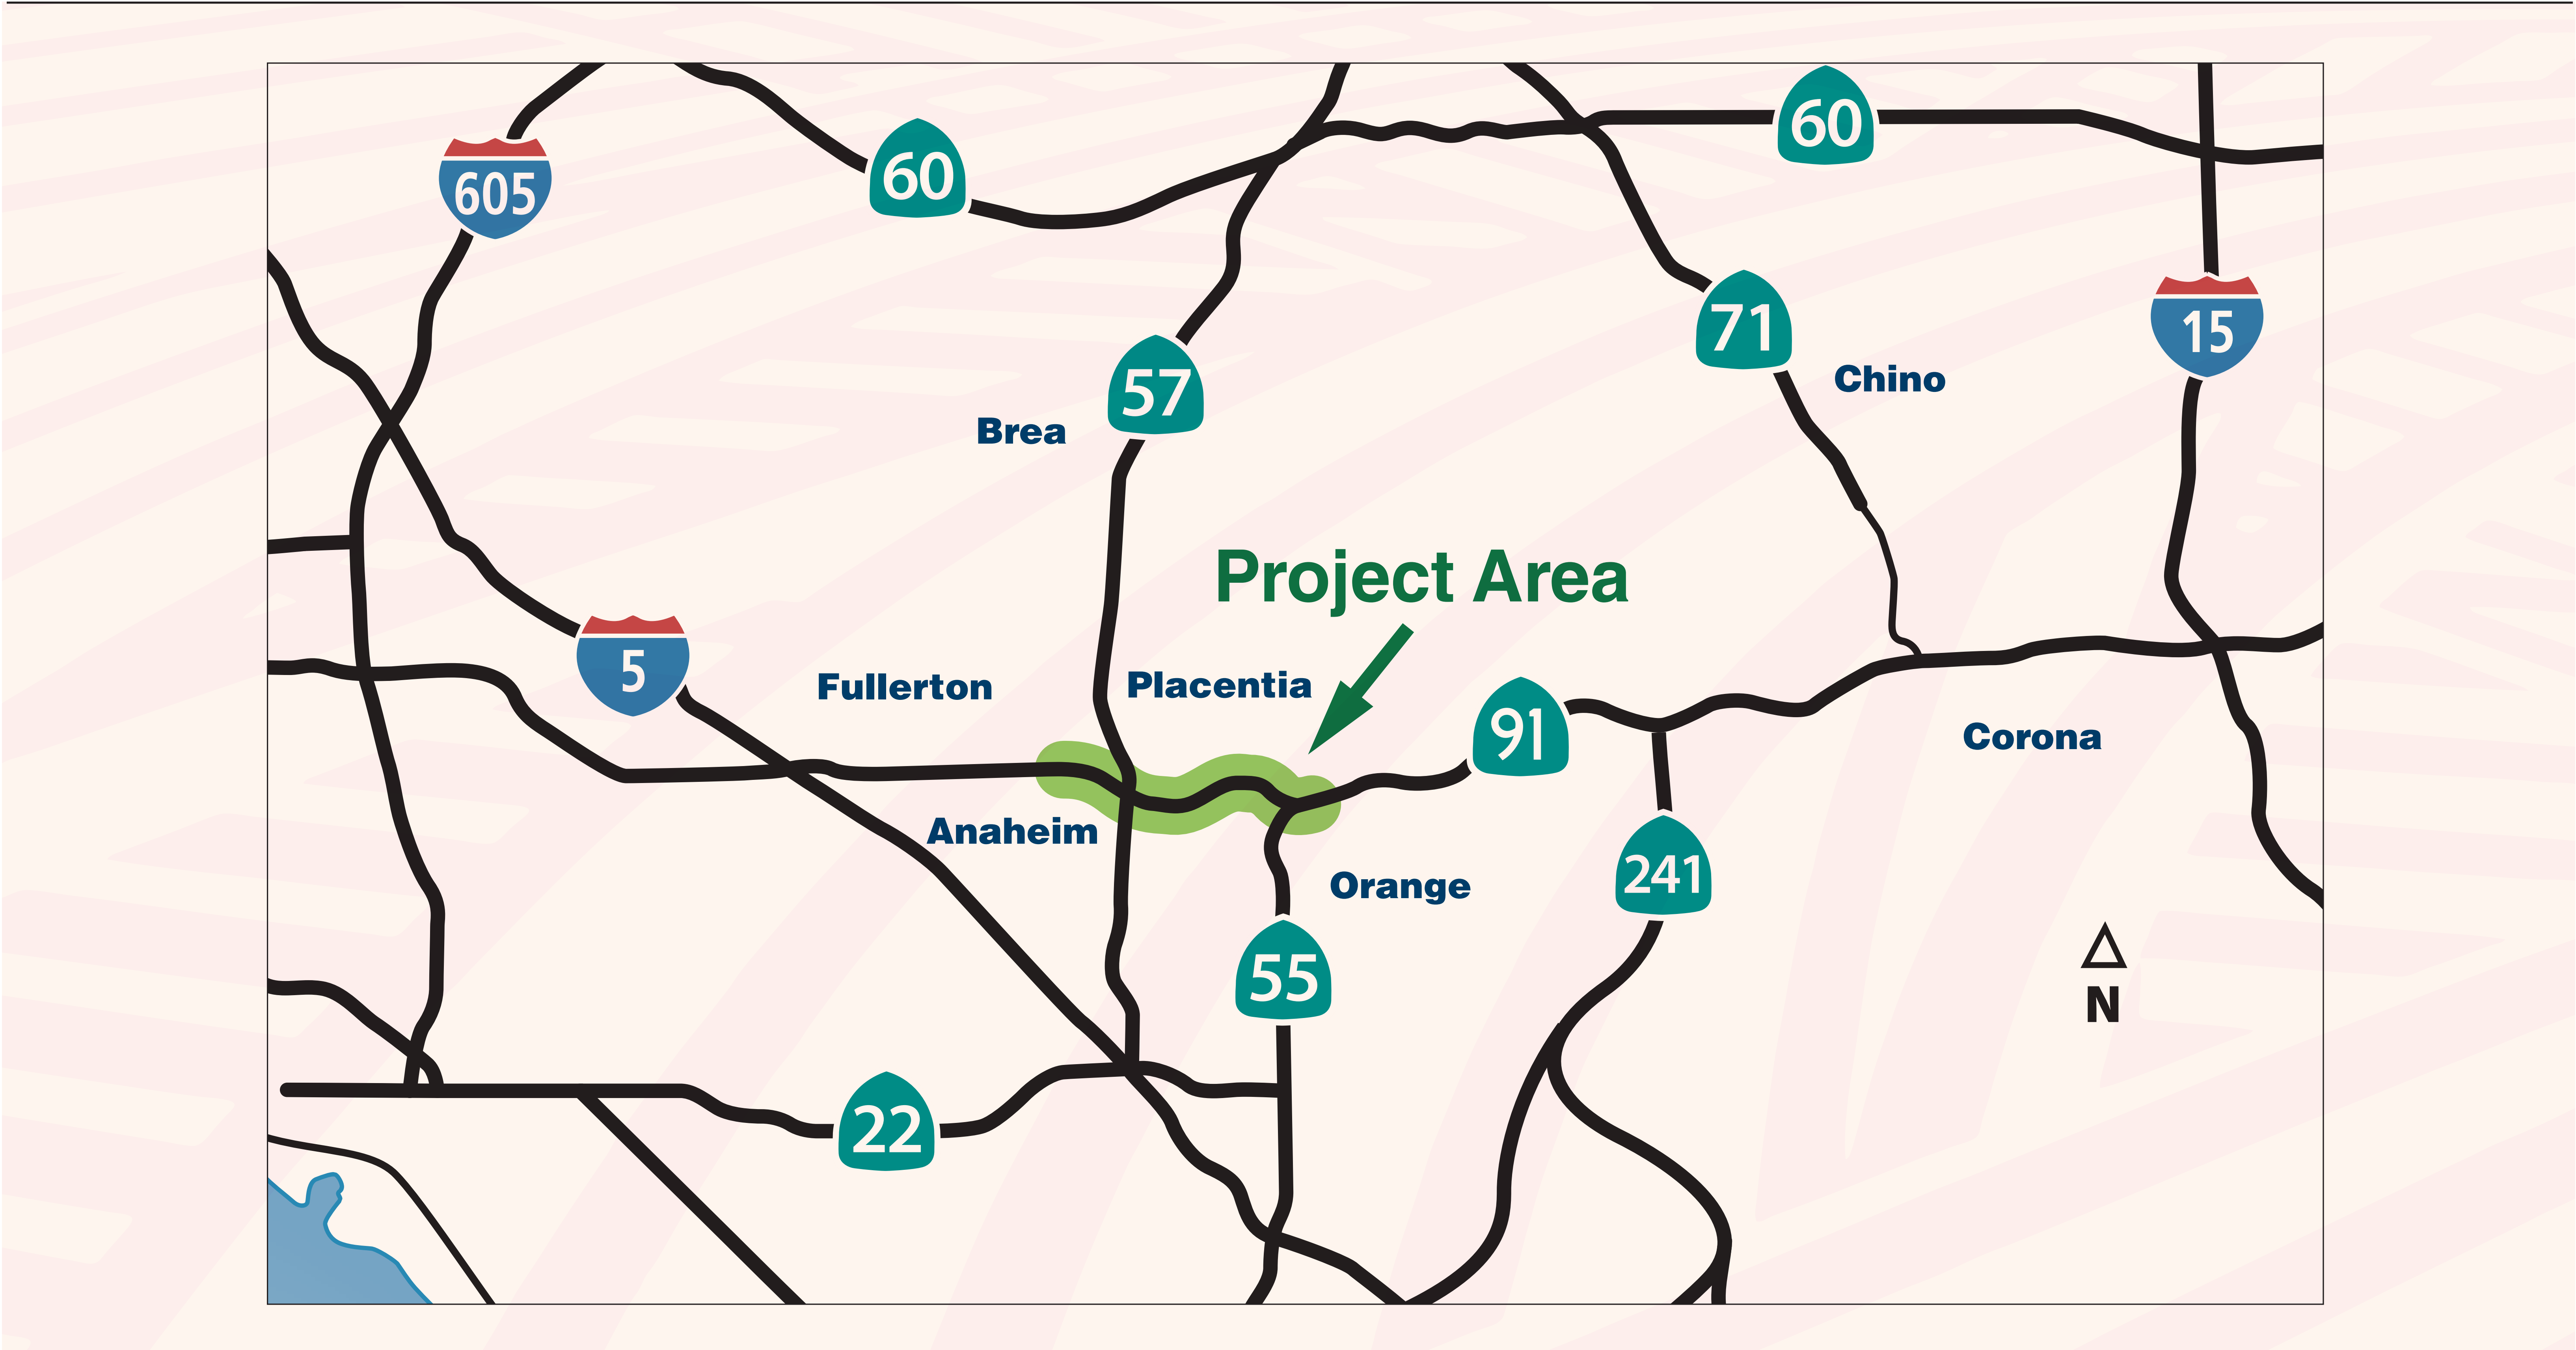 60
60
605
71
15
57
Chino
Brea
Project Area
5
Fullerton
Placentia
91
Corona
Anaheim
241
Orange
55
N
22